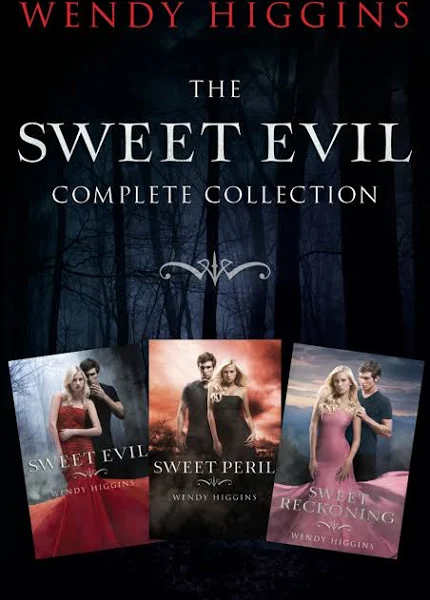 WENDY HIGGINS
THE
SWEET EVIL
COMPLETE COLLECTION
SWEET EVIL
WENDY HIGGINS
SWEET PERIL
WENDY HIGGINS
SWEET
RECKONING
WENDY HIGGINS